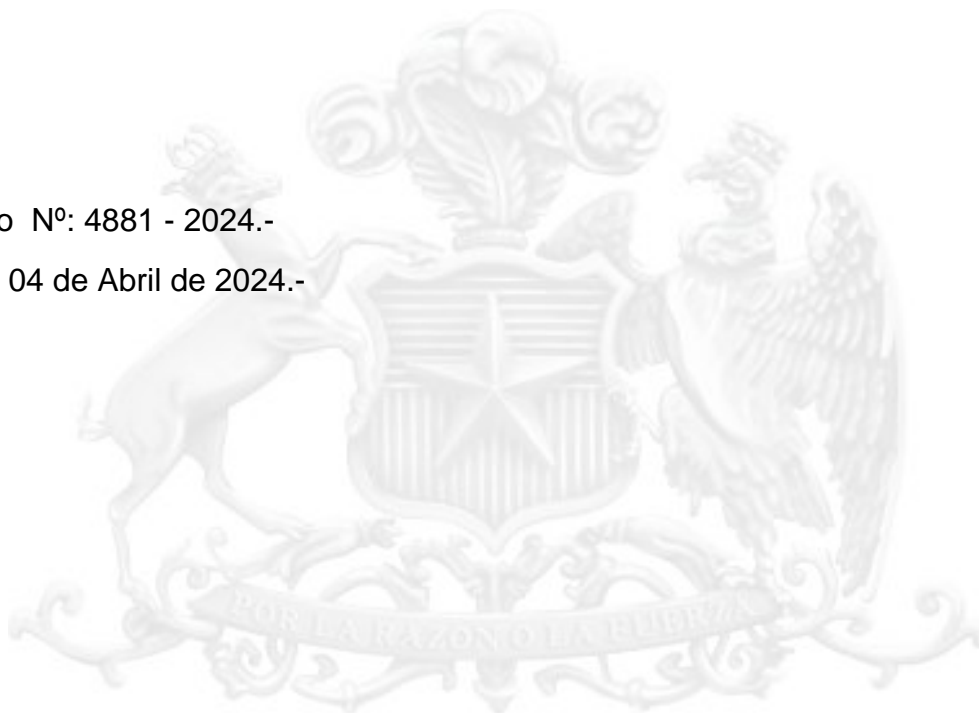 o Nº: 4881 - 2024.-
04 de Abril de 2024.-
POR LA RAZON O LA FUERZA